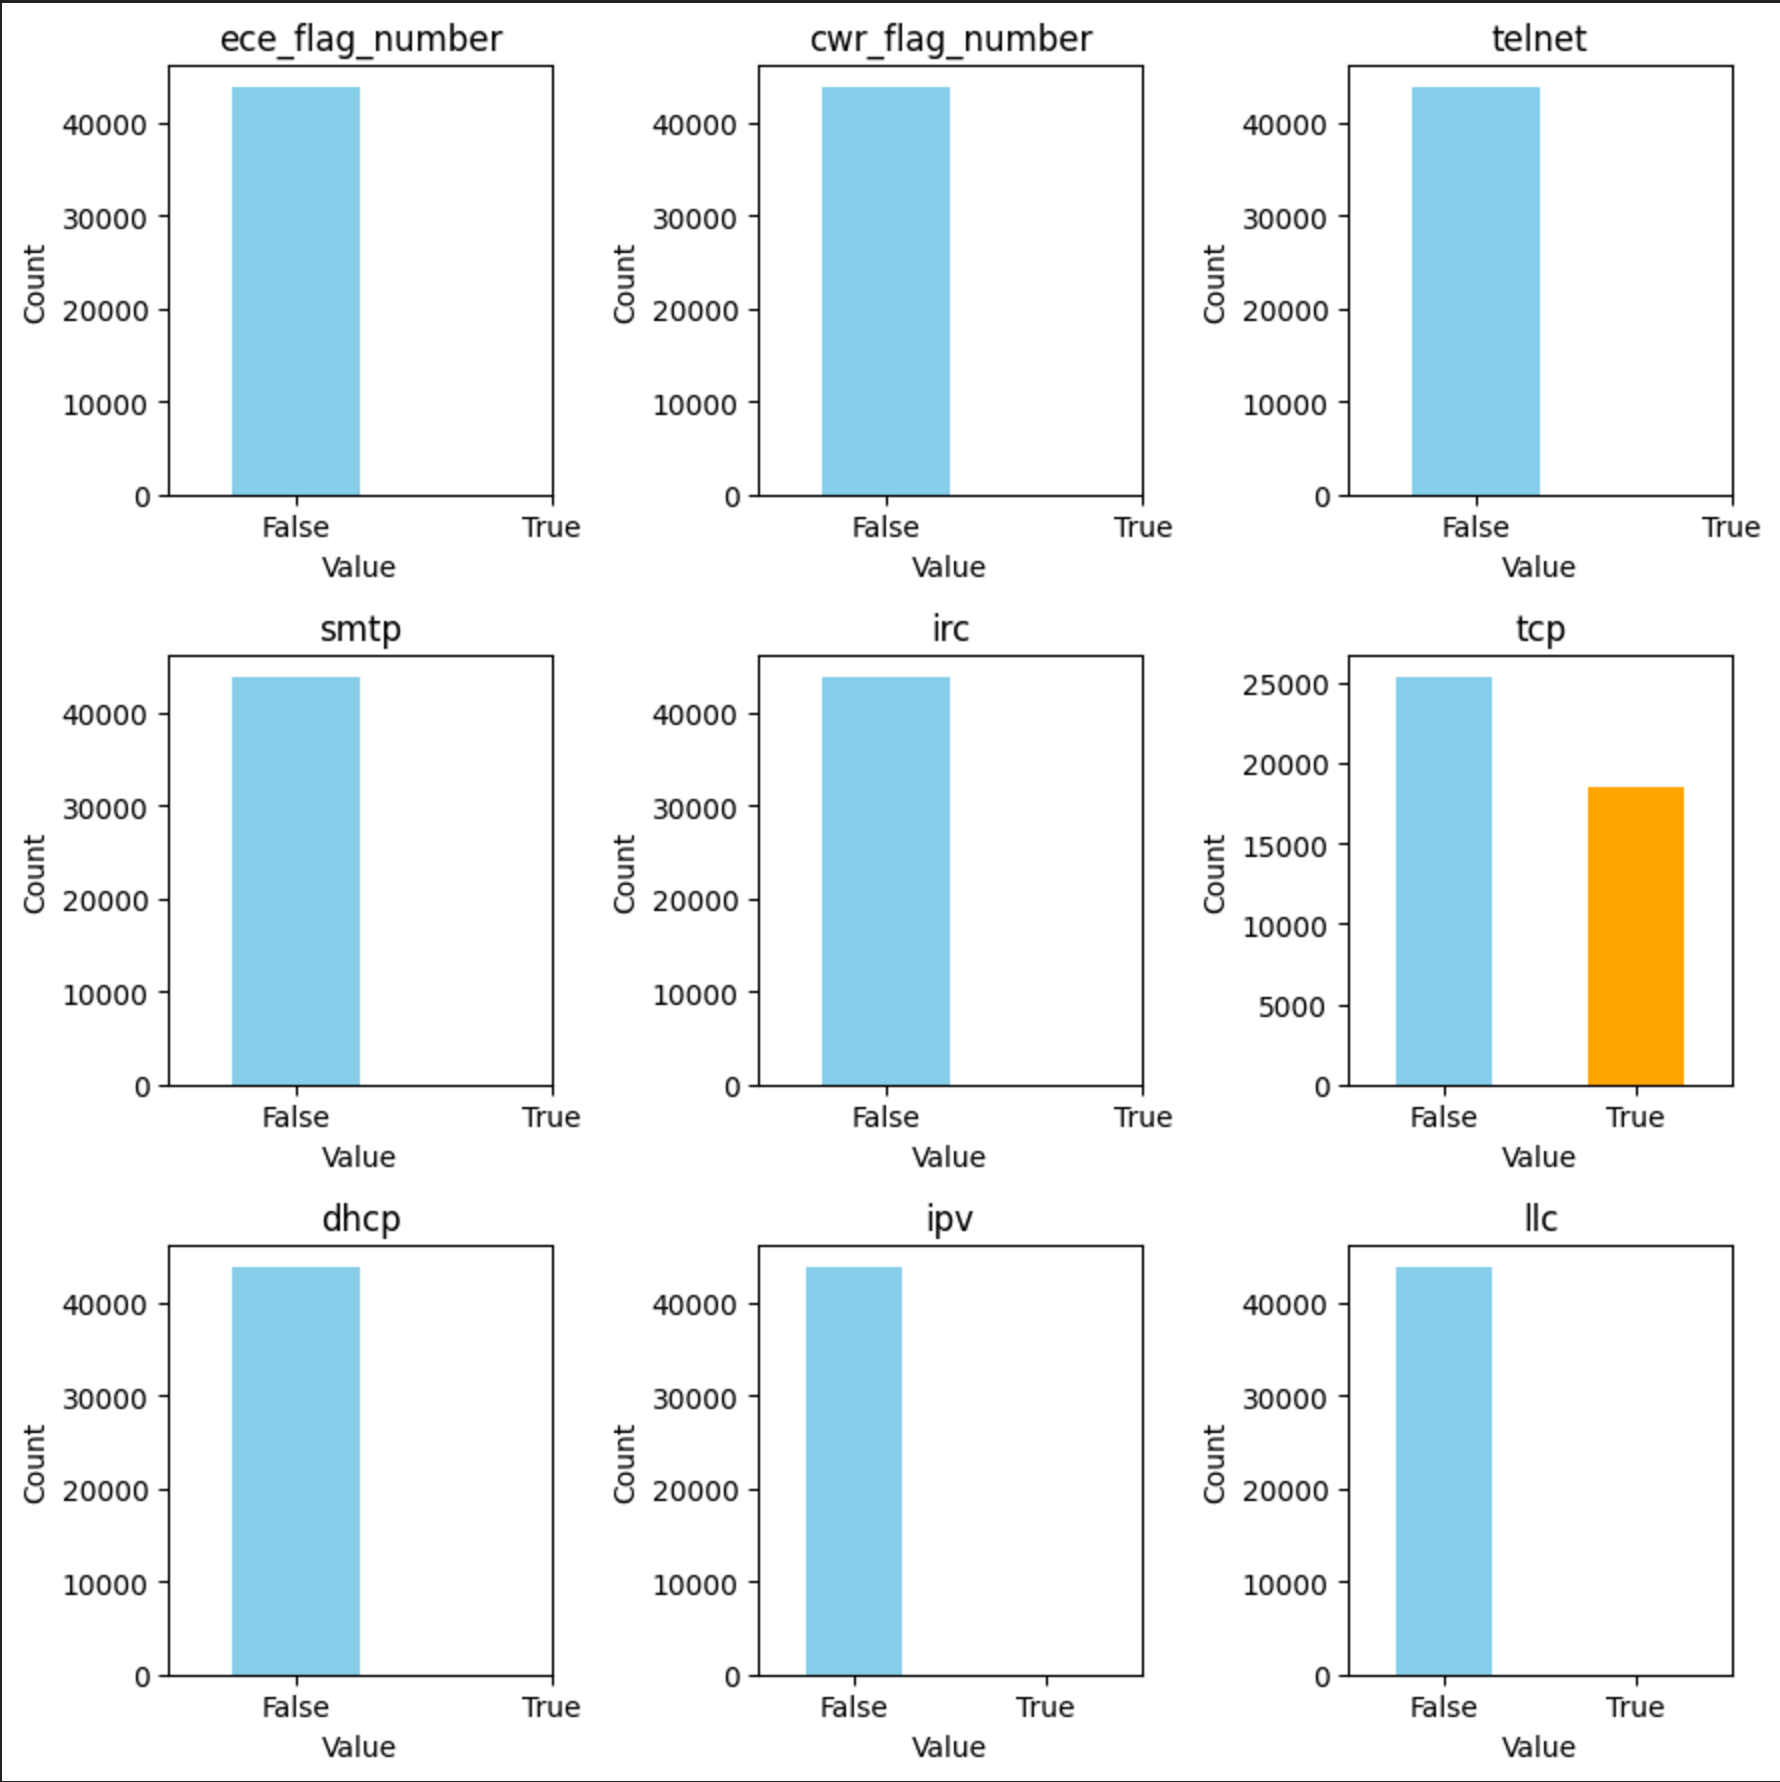 ece_flag_number
cwr_flag_number
telnet
Count
40000
30000
20000
10000
0
False
True
Value
Count
40000
30000
20000
10000
0
False
True
Value
Count
40000
30000
20000
10000
0
False
True
Value
smtp
irc
tcp
Count
40000
30000
20000
10000
0
False
True
Value
Count
40000
30000
20000
10000
0
False
True
Value
Count
25000
20000
15000
10000
5000
0
False
True
Value
dhcp
ipv
llc
Count
40000
30000
20000
10000
0
False
True
Value
Count
40000
30000
20000
10000
0
False
True
Value
Count
40000
30000
20000
10000
0
False
True
Value